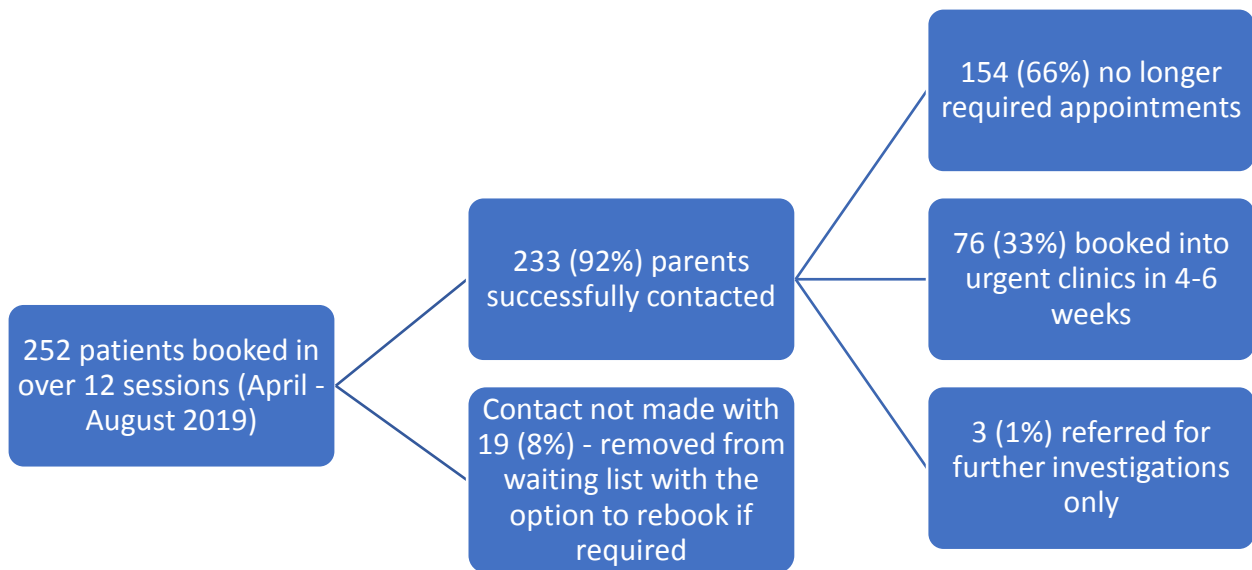 252 patients booked in
over 12 sessions (April -
August 2019)
233 (92%) parents
successfully contacted
Contact not made with
19 (8%) - removed from
waiting list with the
option to rebook if
required
154 (66%) no longer
required appointments
76 (33%) booked into
urgent clinics in 4-6
weeks
3 (1%) referred for
further investigations
only